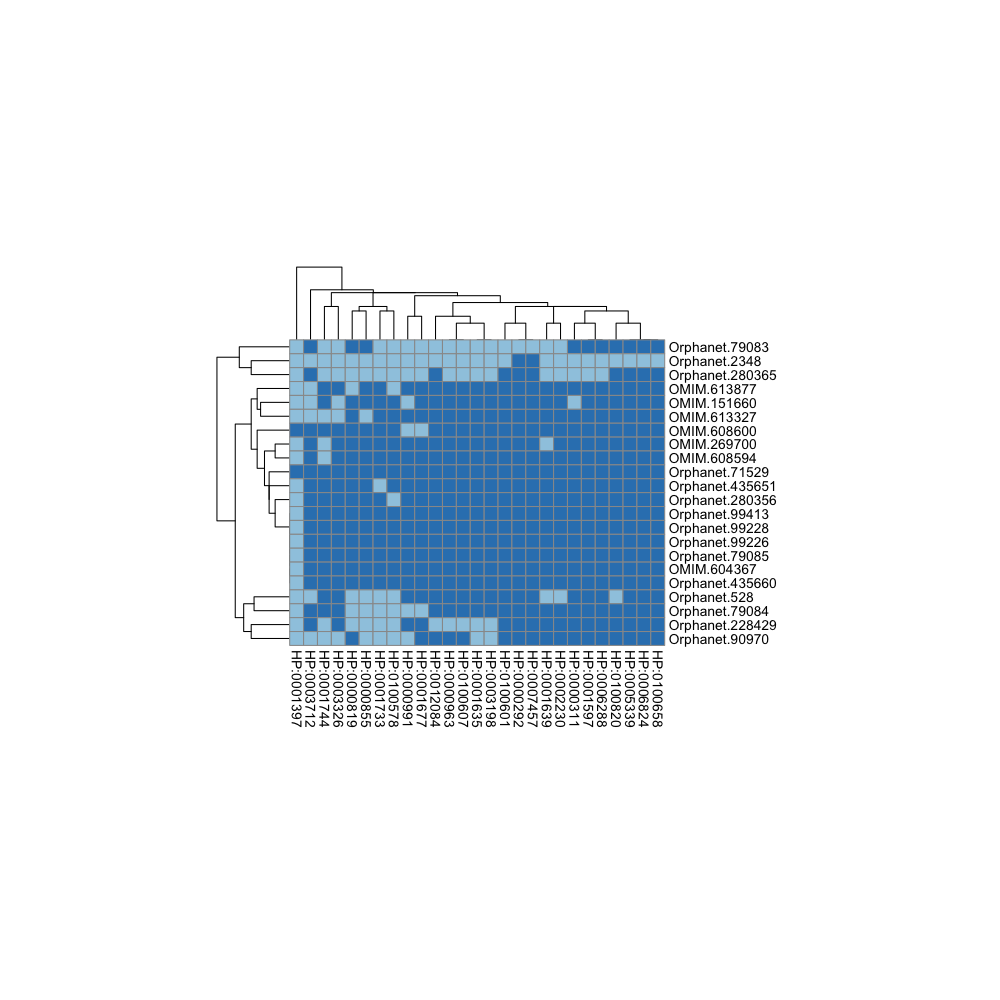 Orphanet.79083
Orphanet.2348
Orphanet.280365
OMIM.613877
OMIM.151660
OMIM.613327
OMIM.608600
OMIM.269700
OMIM.608594
Orphanet.71529
Orphanet.435651
Orphanet.280356
Orphanet.99413
Orphanet.99228
Orphanet.99226
Orphanet.79085
OMIM.604367
Orphanet.435660
Orphanet.528
Orphanet.79084
Orphanet.228429
Orphanet.90970
HP:0001397
HP:0003712
HP:0001744
HP:0003326
HP:0000819
HP:0000855
HP:0001733
HP:0100578
HP:0000991
HP:0001677
HP:0012084
HP:0000963
HP:0100607
HP:0001635
HP:0003198
HP:0100601
HP:0000292
HP:0007457
HP:0001639
HP:0002230
HP:0000311
HP:0001597
HP:0006288
HP:0100820
HP:0005339
HP:0006824
HP:0100658